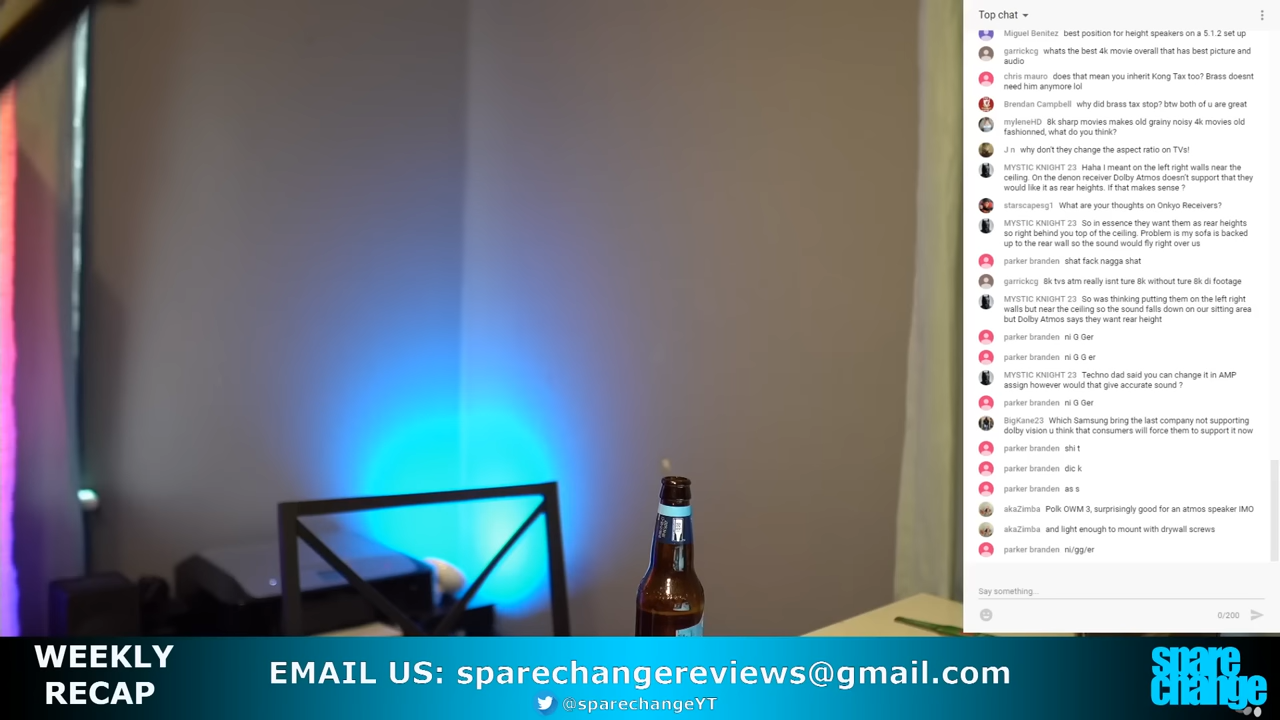 Top chat
Miguel Benitez best position for height speakers on a 5.1.2 set up
garrickcg whats the best 4k movie overall that has best picture and
audio
chris mauro does that mean you inherit Kong Tax too? Brass doesnt
need him anymore lol
Brendan Campbell why did brass tax stop? btw both of u are great
myleneHD 8k sharp movies makes old grainy noisy 4k movies old
fashionned, what do you think?
J n why don't they change the aspect ratio on TVs!
MYSTIC KNIGHT 23 Haha I meant on the left right walls near the
ceiling. On the denon receiver Dolby Atmos doesn't support that they
would like it as rear heights. If that makes sense ?
starscapesg1 What are your thoughts on Onkyo Receivers?
MYSTIC KNIGHT 23 So in essence they want them as rear heights
so right behind you top of the ceiling. Problem is my sofa is backed
up to the rear wall so the sound would fly right over us
parker branden shat fack nagga shat
garrickcg 8k tvs atm really isnt ture 8k without ture 8k di footage
MYSTIC KNIGHT 23 So was thinking putting them on the left right
walls but near the ceiling so the sound falls down on our sitting area
but Dolby Atmos says they want rear height
parker branden ni G Ger
parker branden ni G G er
MYSTIC KNIGHT 23 Techno dad said you can change it in AMP
assign however would that give accurate sound ?
parker branden ni G Ger
BigKane23 Which Samsung bring the last company not supporting
dolby vision u think that consumers will force them to support it now
parker branden shi t
parker branden dic k
parker branden as s
akaZimba Polk OWM 3, surprisingly good for an atmos speaker IMO
akaZimba and light enough to mount with drywall screws
parker branden ni/gg/er
Say something...
0/200
WEEKLY
RECAP
EMAIL US: sparechangereviews@gmail.com
@sparechangeYT
spare
change